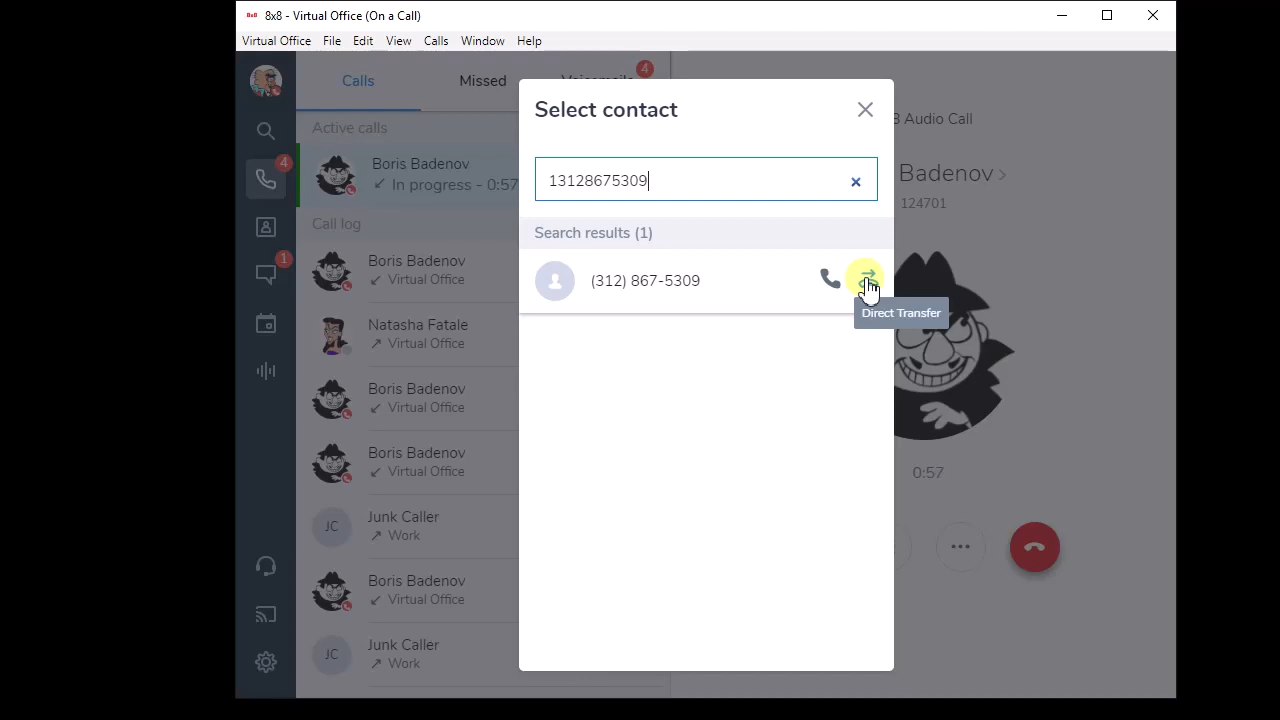 8x8 8x8 - Virtual Office (On a Call)
Virtual Office File Edit View Calls Window Help
Calls Missed Voicemails 4
Select contact
Active calls
8 Audio Call
Boris Badenov
In progress - 0:57
13128675309
Badenov
124701
4
Call log
Search results (1)
Boris Badenov
Virtual Office
(312) 867-5309
Direct Transfer
1
Natasha Fatale
Virtual Office
Boris Badenov
Virtual Office
Boris Badenov
Virtual Office
0:57
JC Junk Caller
Work
Boris Badenov
Virtual Office
JC Junk Caller
Work